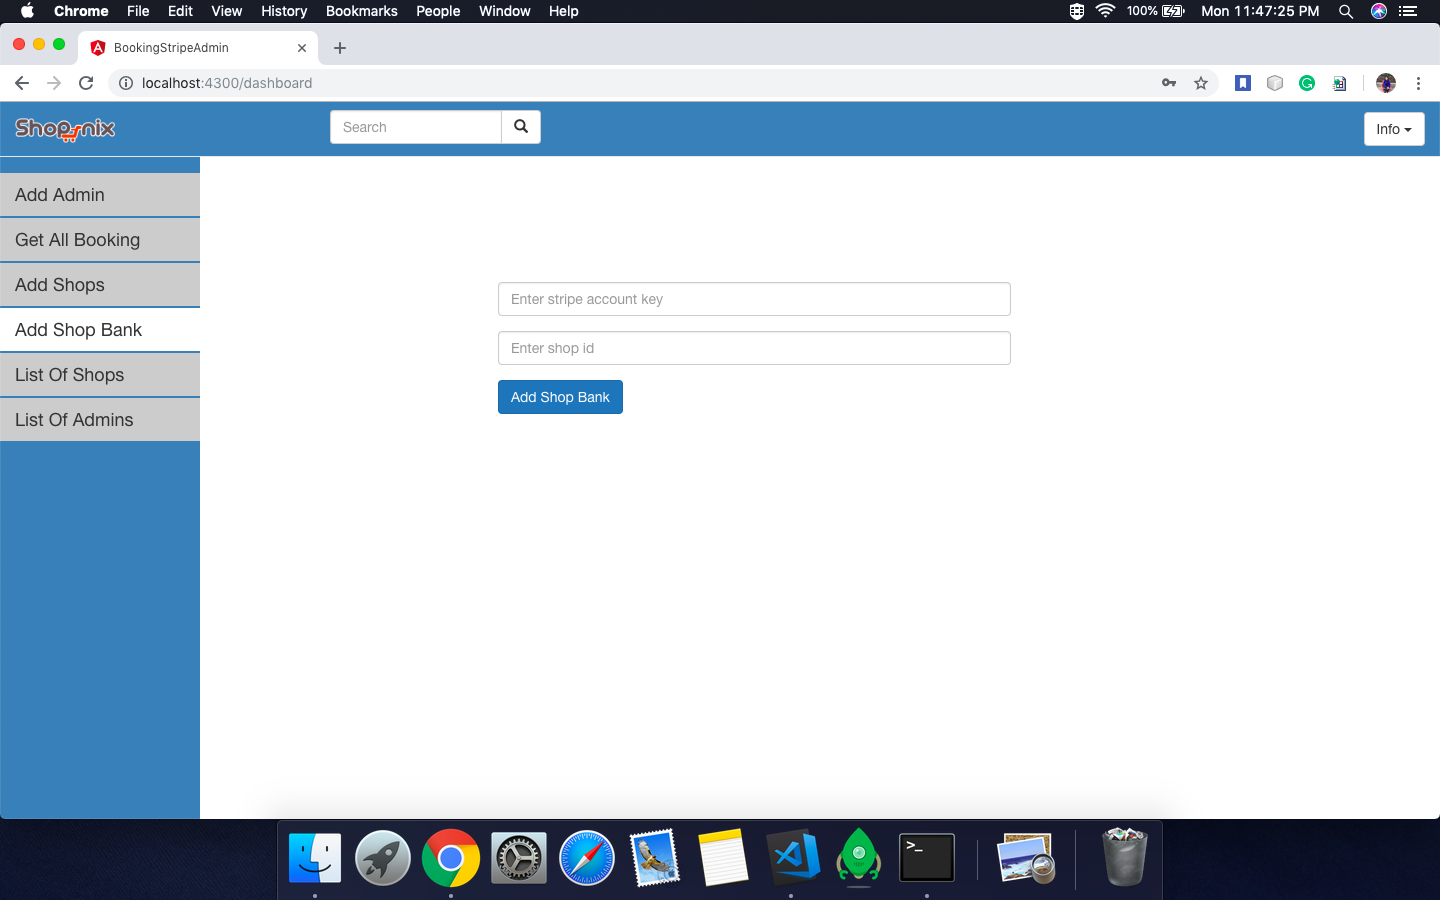 Chrome File Edit View History Bookmarks People Window Help 100% Mon 11:47:25 PM
BookingStripeAdmin
localhost:4300/dashboard
Shopnix Search Info
Add Admin
Get All Booking
Add Shops
Add Shop Bank
List Of Shops
List Of Admins
Enter stripe account key
Enter shop id
Add Shop Bank
>_